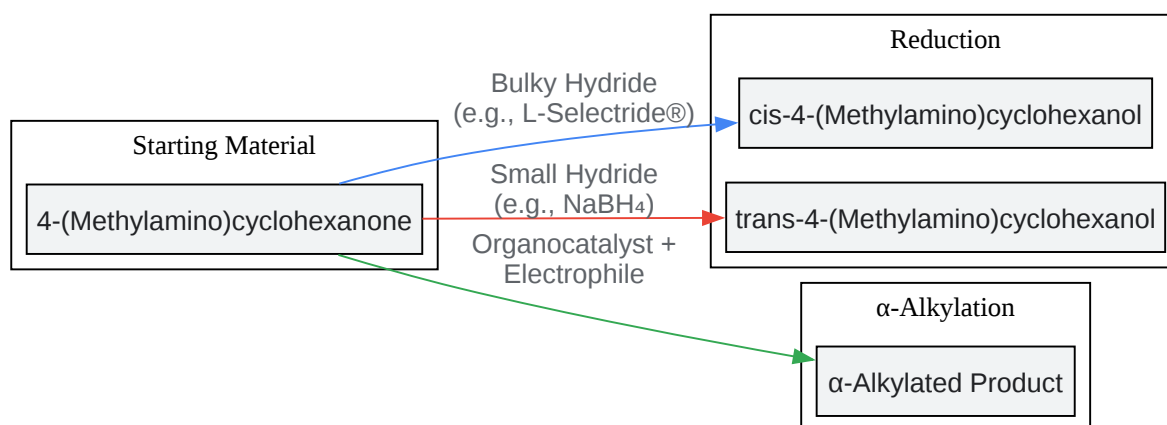 Starting Material
4-(Methylamino)cyclohexanone
Bulky Hydride
(e.g., L-Selectride®)
Small Hydride
(e.g., NaBH₄)
Organocatalyst +
Electrophile
Reduction
cis-4-(Methylamino)cyclohexanol
trans-4-(Methylamino)cyclohexanol
α-Alkylation
α-Alkylated Product